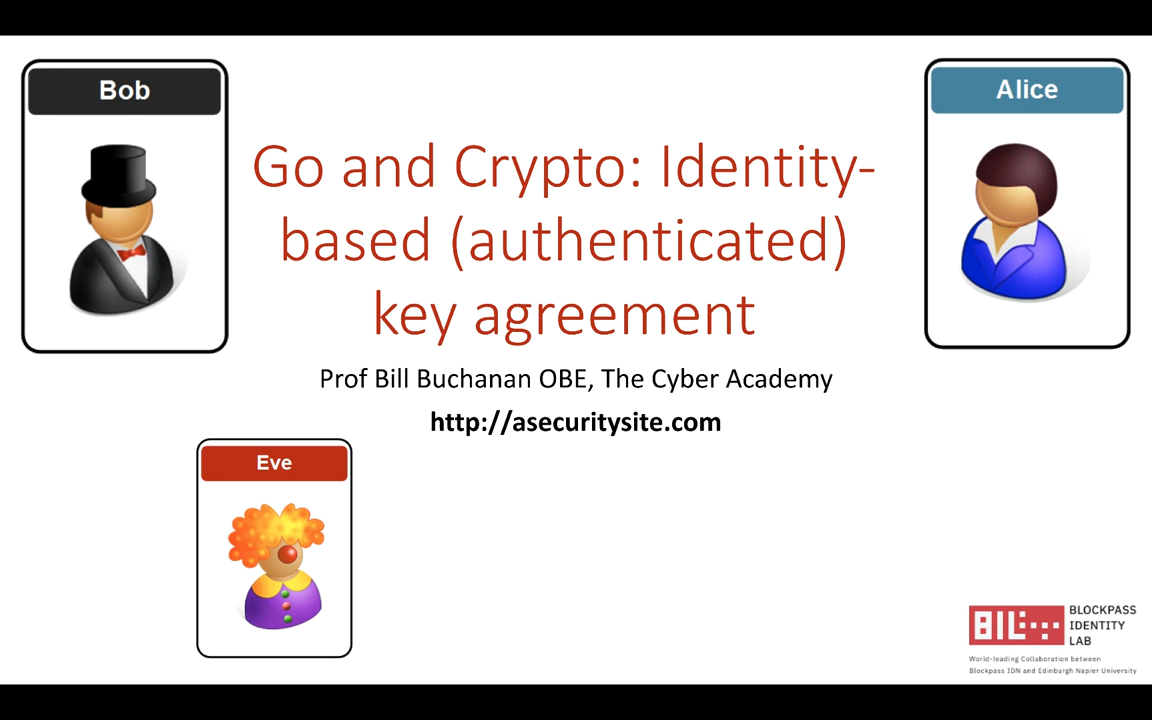 Bob
Alice
Go and Crypto: Identity-
based (authenticated)
key agreement
Prof Bill Buchanan OBE, The Cyber Academy
http://asecuritysite.com
Eve
BIL
BLOCKPASS
IDENTITY
LAB
World-leading Collaboration between
Blockpass IDN and Edinburgh Napier University